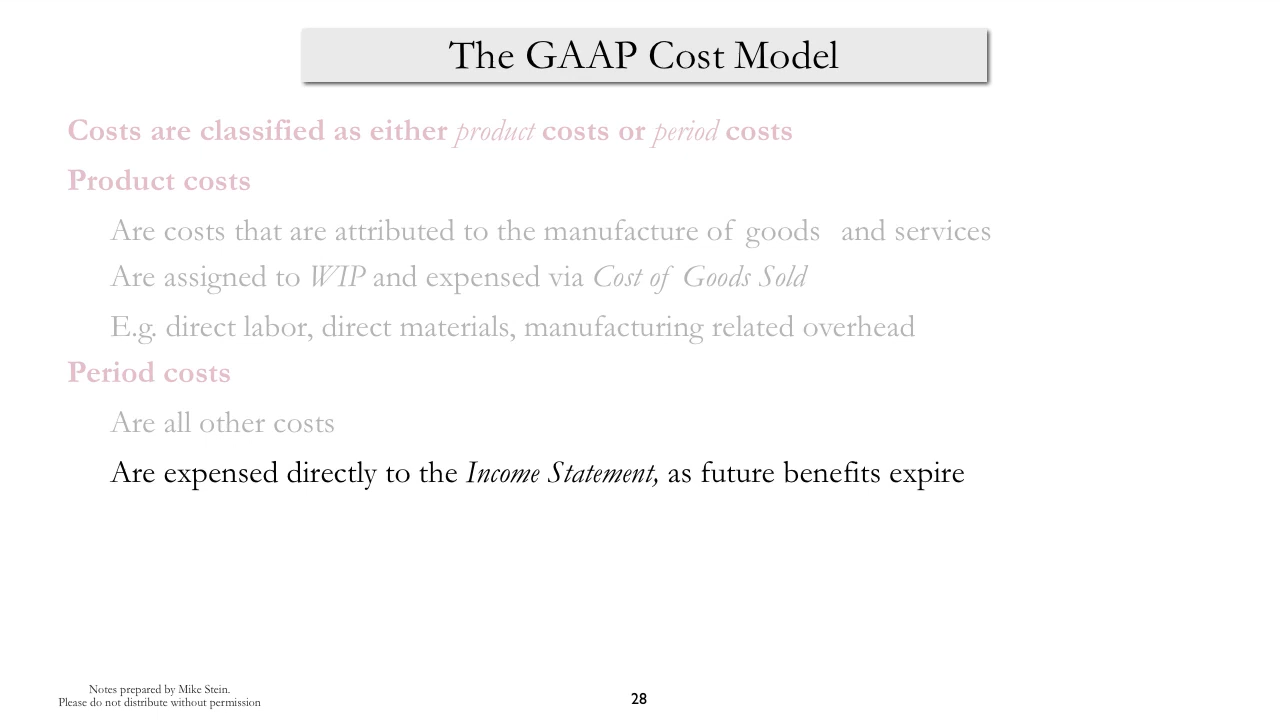 The GAAP Cost Model
Costs are classified as either product costs or period costs
Product costs
Are costs that are attributed to the manufacture of goods and services
Are assigned to WIP and expensed via Cost of Goods Sold
E.g. direct labor, direct materials, manufacturing related overhead
Period costs
Are all other costs
Are expensed directly to the Income Statement, as future benefits expire
Notes prepared by Mike Stein.
Please do not distribute without permission
28